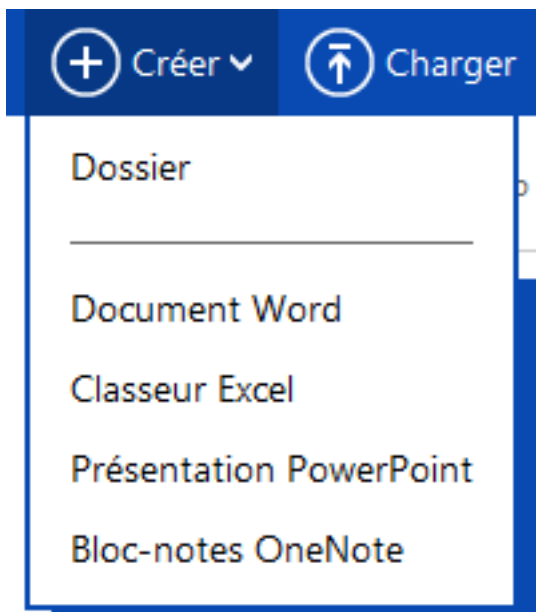 Créer Charger
Dossier
Document Word
Classeur Excel
Présentation PowerPoint
Bloc-notes OneNote